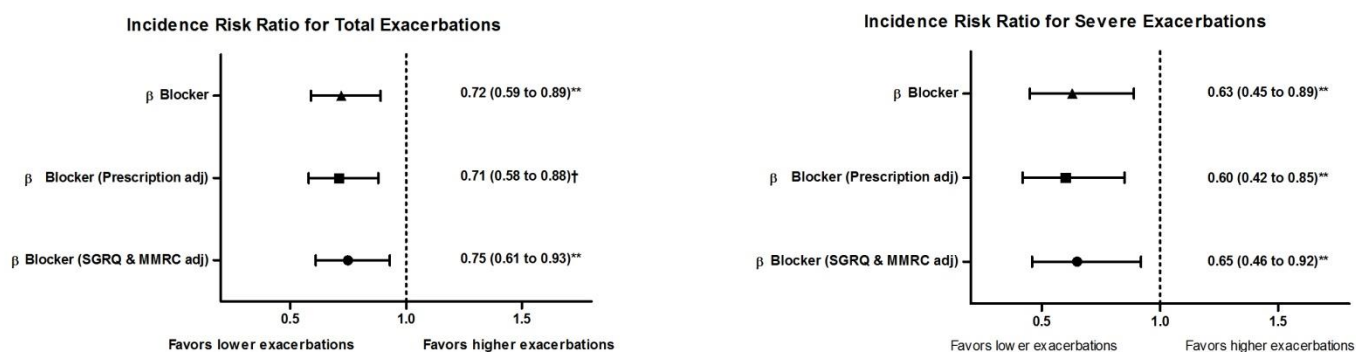 Incidence Risk Ratio for Total Exacerbations
β Blocker
0.72 (0.59 to 0.89)**
β Blocker (Prescription adj)
0.71 (0.58 to 0.88)†
β Blocker (SGRQ & MMRC adj)
0.75 (0.61 to 0.93)**
0.5 1.0 1.5
Favors lower exacerbations Favors higher exacerbations
Incidence Risk Ratio for Severe Exacerbations
β Blocker
0.63 (0.45 to 0.89)**
β Blocker (Prescription adj)
0.60 (0.42 to 0.85)**
β Blocker (SGRQ & MMRC adj)
0.65 (0.46 to 0.92)**
0.5 1.0 1.5
Favors lower exacerbations Favors higher exacerbations